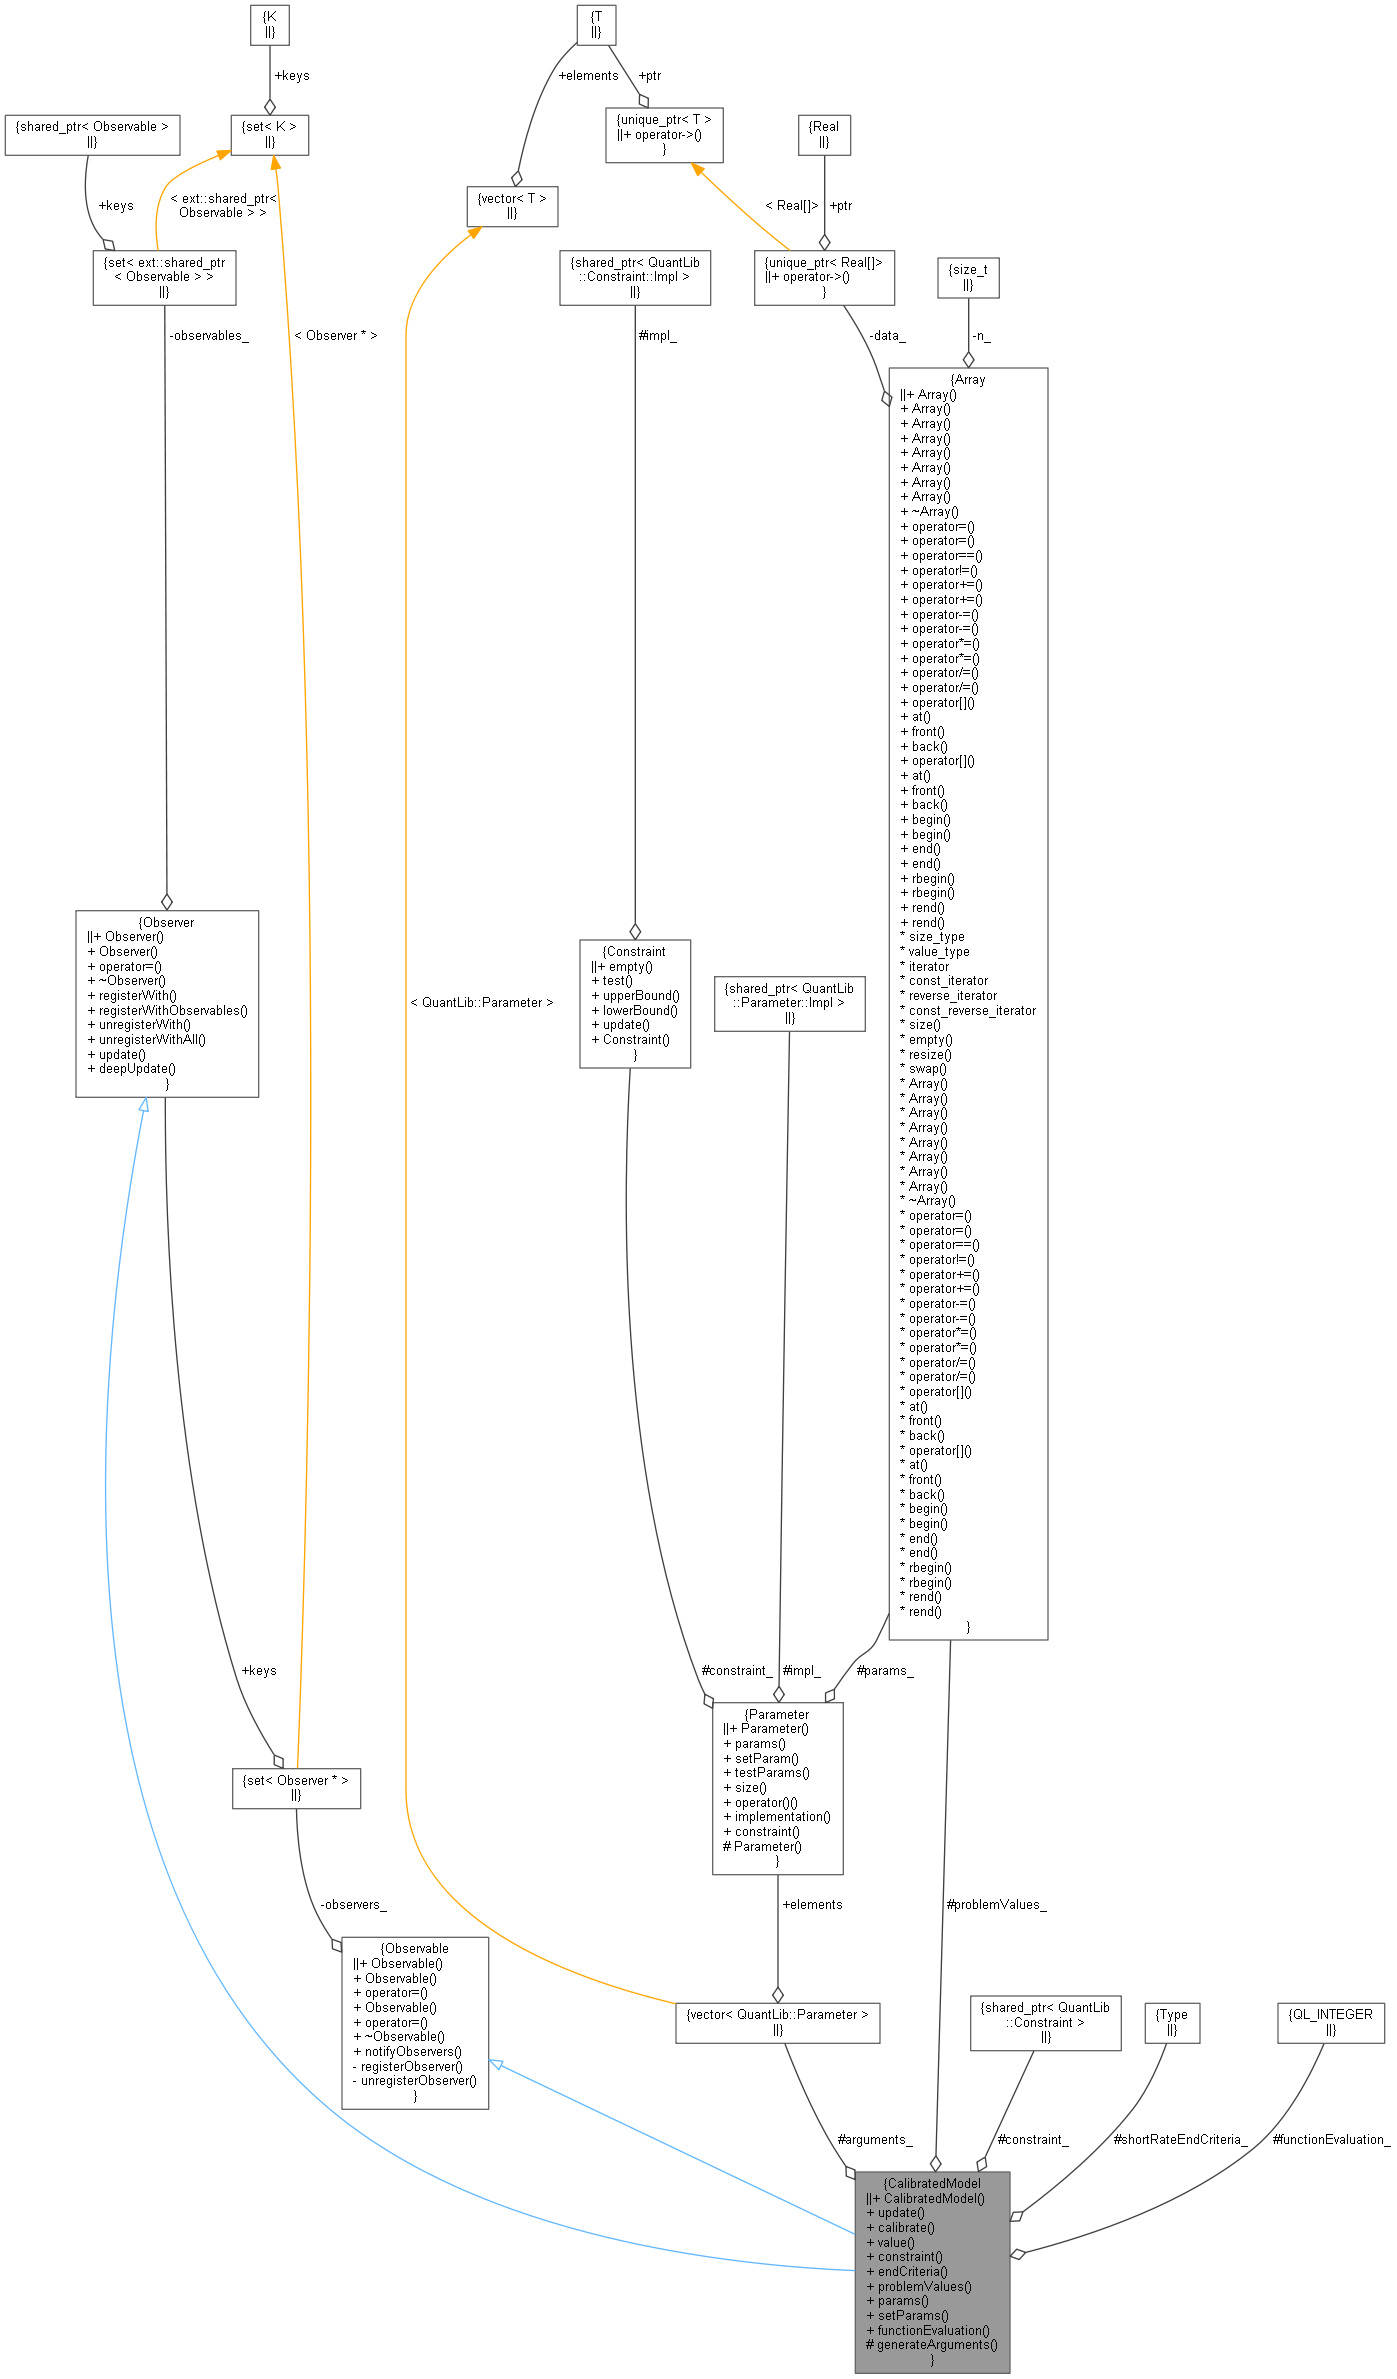 {K
||}
{T
||}
+keys
+elements
+ptr
{shared_ptr< Observable >
||}
{set< K >
||}
{unique_ptr< T >
||+ operator->()
}
{Real
||}
+keys
< ext::shared_ptr<
Observable > >
{vector< T >
||}
< Real[]>
+ptr
{set< ext::shared_ptr
< Observable > >
||}
{shared_ptr< QuantLib
::Constraint::Impl >
||}
{unique_ptr< Real[]>
||+ operator->()
}
{size_t
||}
-observables_
< Observer * >
#impl_
-data_
-n_
{Array
||+ Array()
+ Array()
+ Array()
+ Array()
+ Array()
+ Array()
+ Array()
+ Array()
+ ~Array()
+ operator=()
+ operator=()
+ operator==()
+ operator!=()
+ operator+=()
+ operator+=()
+ operator-=()
+ operator-=()
+ operator*=()
+ operator*=()
+ operator/=()
+ operator/=()
+ operator[]()
+ at()
+ front()
+ back()
+ operator[]()
+ at()
+ front()
+ back()
+ begin()
+ begin()
+ end()
+ end()
+ rbegin()
+ rbegin()
+ rend()
+ rend()
* size_type
* value_type
* iterator
* const_iterator
* reverse_iterator
* const_reverse_iterator
* size()
* empty()
* resize()
* swap()
* Array()
* Array()
* Array()
* Array()
* Array()
* Array()
* Array()
* Array()
* ~Array()
* operator=()
* operator=()
* operator==()
* operator!=()
* operator+=()
* operator+=()
* operator-=()
* operator-=()
* operator*=()
* operator*=()
* operator/=()
* operator/=()
* operator[]()
* at()
* front()
* back()
* operator[]()
* at()
* front()
* back()
* begin()
* begin()
* end()
* end()
* rbegin()
* rbegin()
* rend()
* rend()
}
{Observer
||+ Observer()
+ Observer()
+ operator=()
+ ~Observer()
+ registerWith()
+ registerWithObservables()
+ unregisterWith()
+ unregisterWithAll()
+ update()
+ deepUpdate()
}
< QuantLib::Parameter >
{Constraint
||+ empty()
+ test()
+ upperBound()
+ lowerBound()
+ update()
+ Constraint()
}
{shared_ptr< QuantLib
::Parameter::Impl >
||}
+keys
#constraint_
#impl_
#params_
{Parameter
||+ Parameter()
+ params()
+ setParam()
+ testParams()
+ size()
+ operator()()
+ implementation()
+ constraint()
# Parameter()
}
{set< Observer * >
||}
-observers_
+elements
#problemValues_
{Observable
||+ Observable()
+ Observable()
+ operator=()
+ Observable()
+ operator=()
+ ~Observable()
+ notifyObservers()
- registerObserver()
- unregisterObserver()
}
{vector< QuantLib::Parameter >
||}
{shared_ptr< QuantLib
::Constraint >
||}
{Type
||}
{QL_INTEGER
||}
#arguments_
#constraint_
#shortRateEndCriteria_
#functionEvaluation_
{CalibratedModel
||+ CalibratedModel()
+ update()
+ calibrate()
+ value()
+ constraint()
+ endCriteria()
+ problemValues()
+ params()
+ setParams()
+ functionEvaluation()
# generateArguments()
}